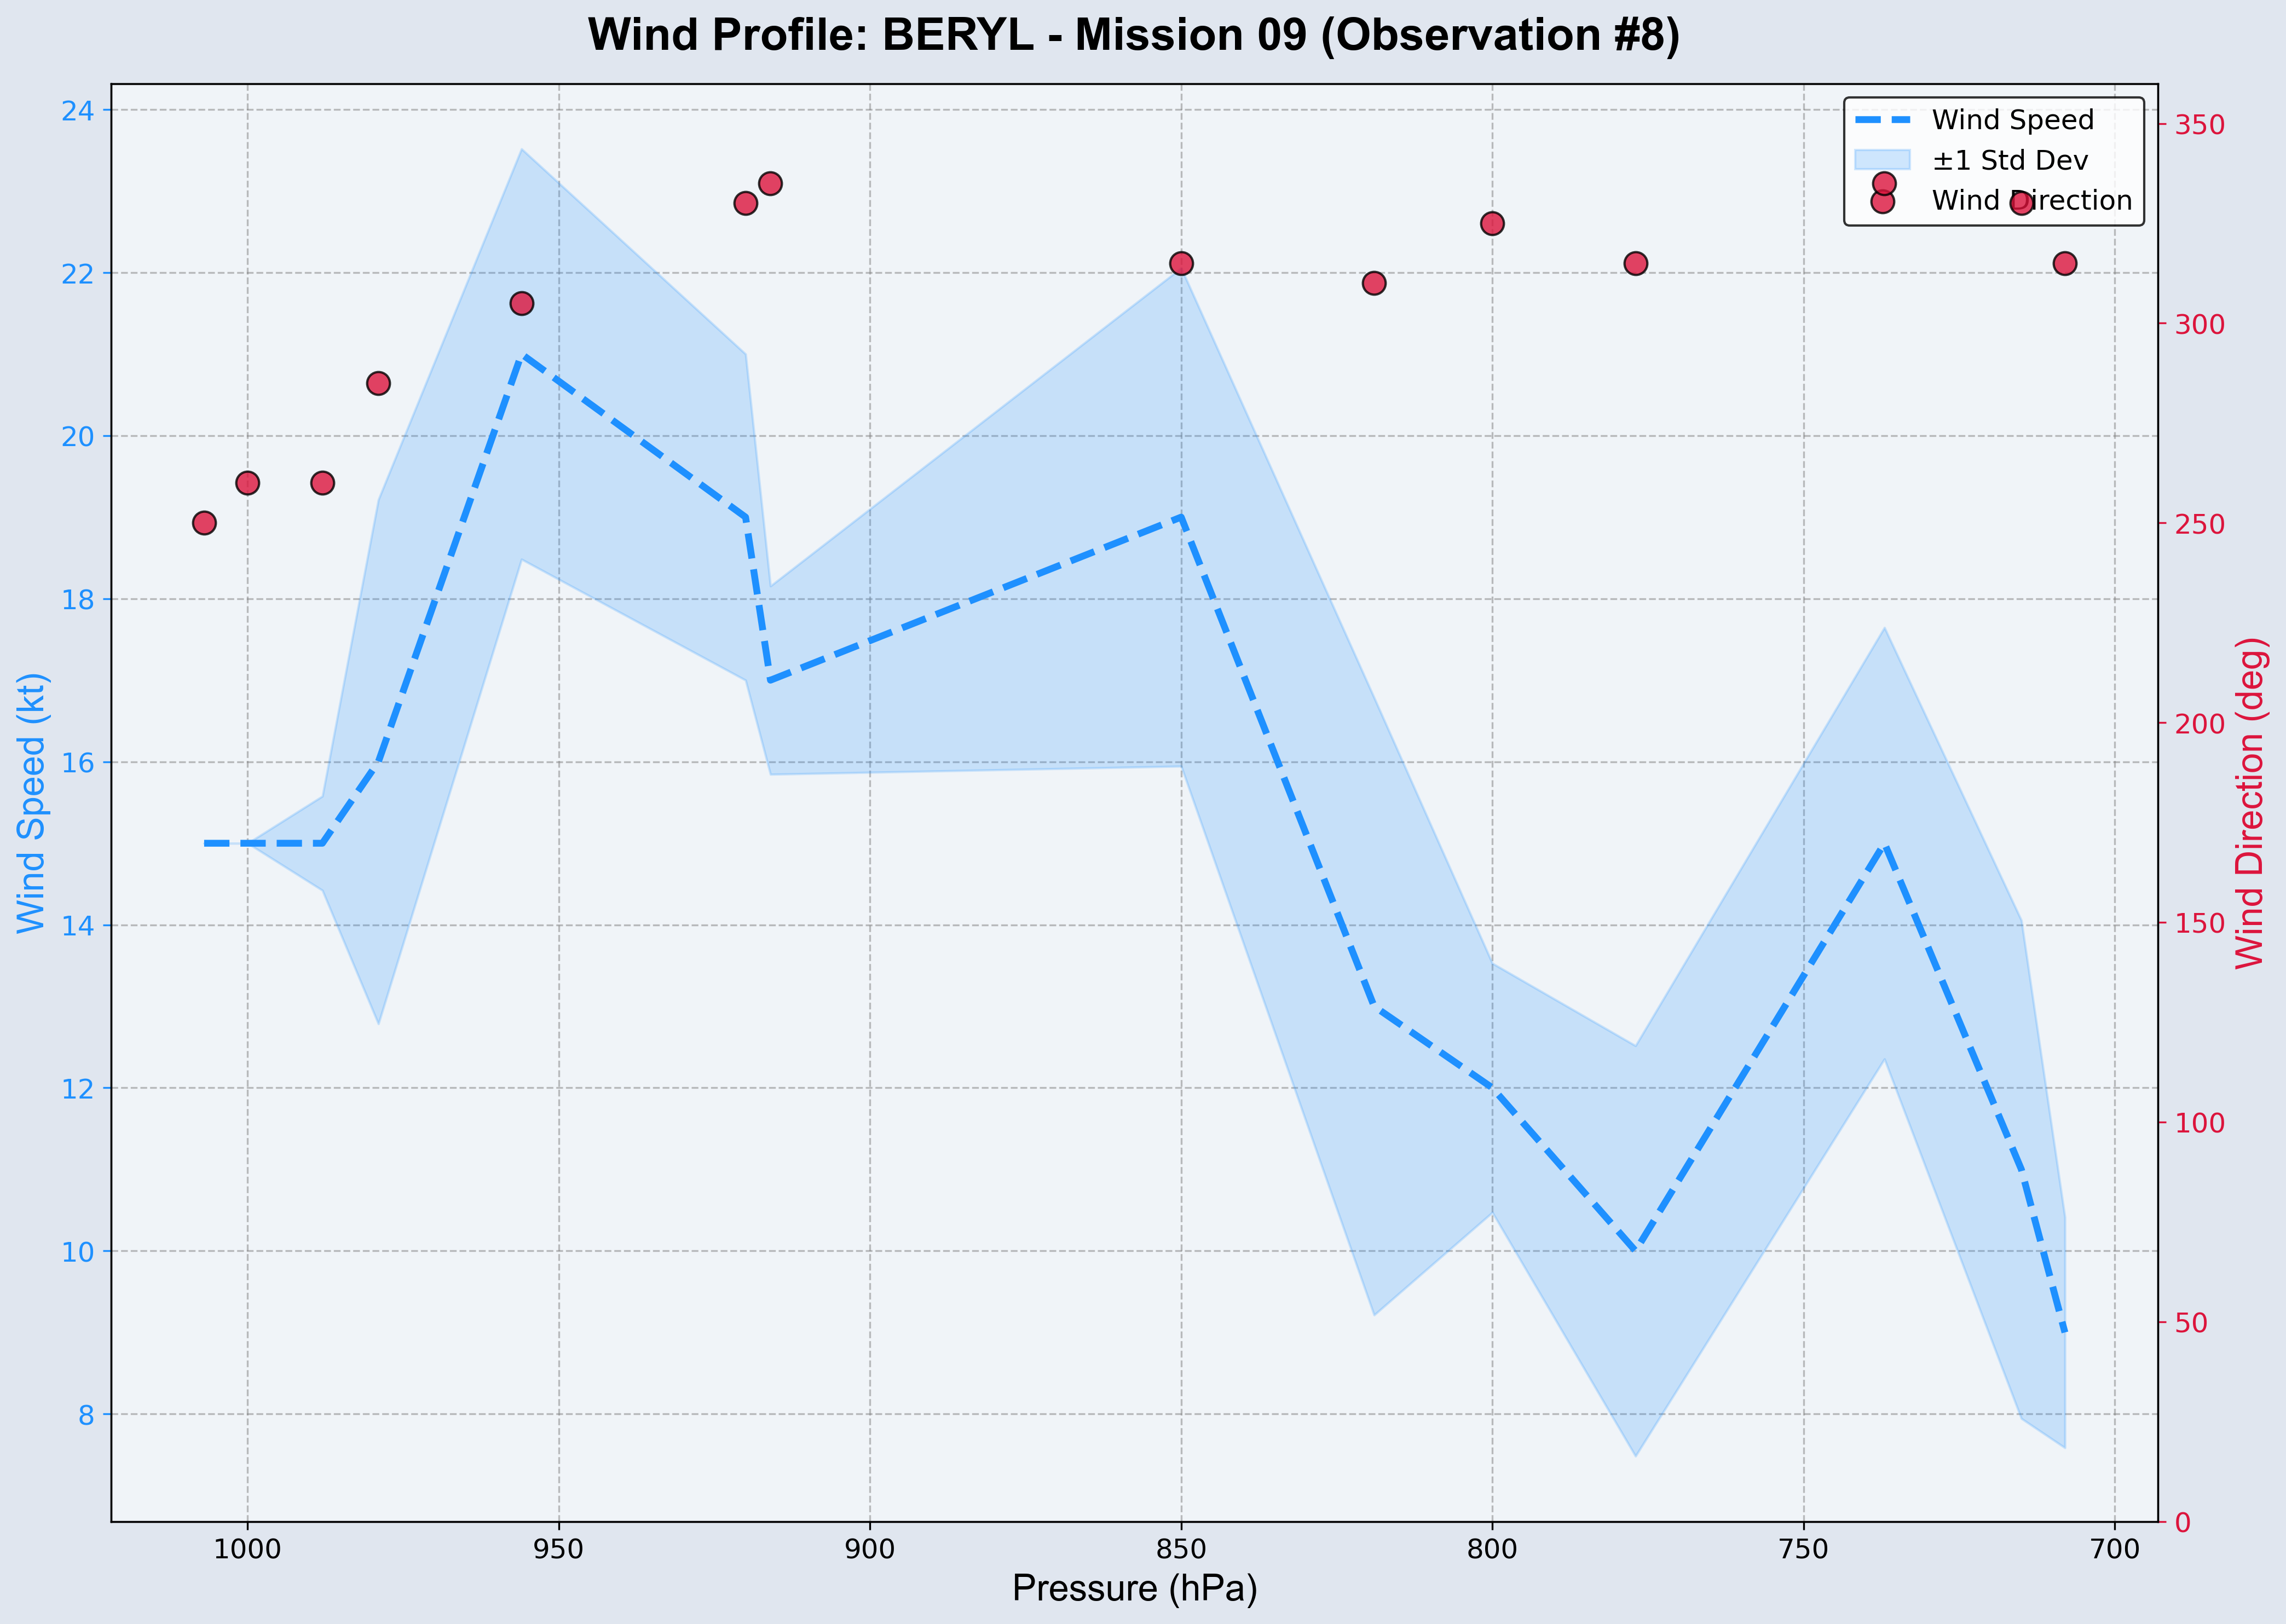 Wind Profile: BERYL - Mission 09 (Observation #8)
24
22
20
18
16
14
12
10
8
Wind Speed (kt)
Wind Speed
±1 Std Dev
Wind Direction
350
300
250
200
150
100
50
0
Wind Direction (deg)
1000 950 900 850 800 750 700
Pressure (hPa)